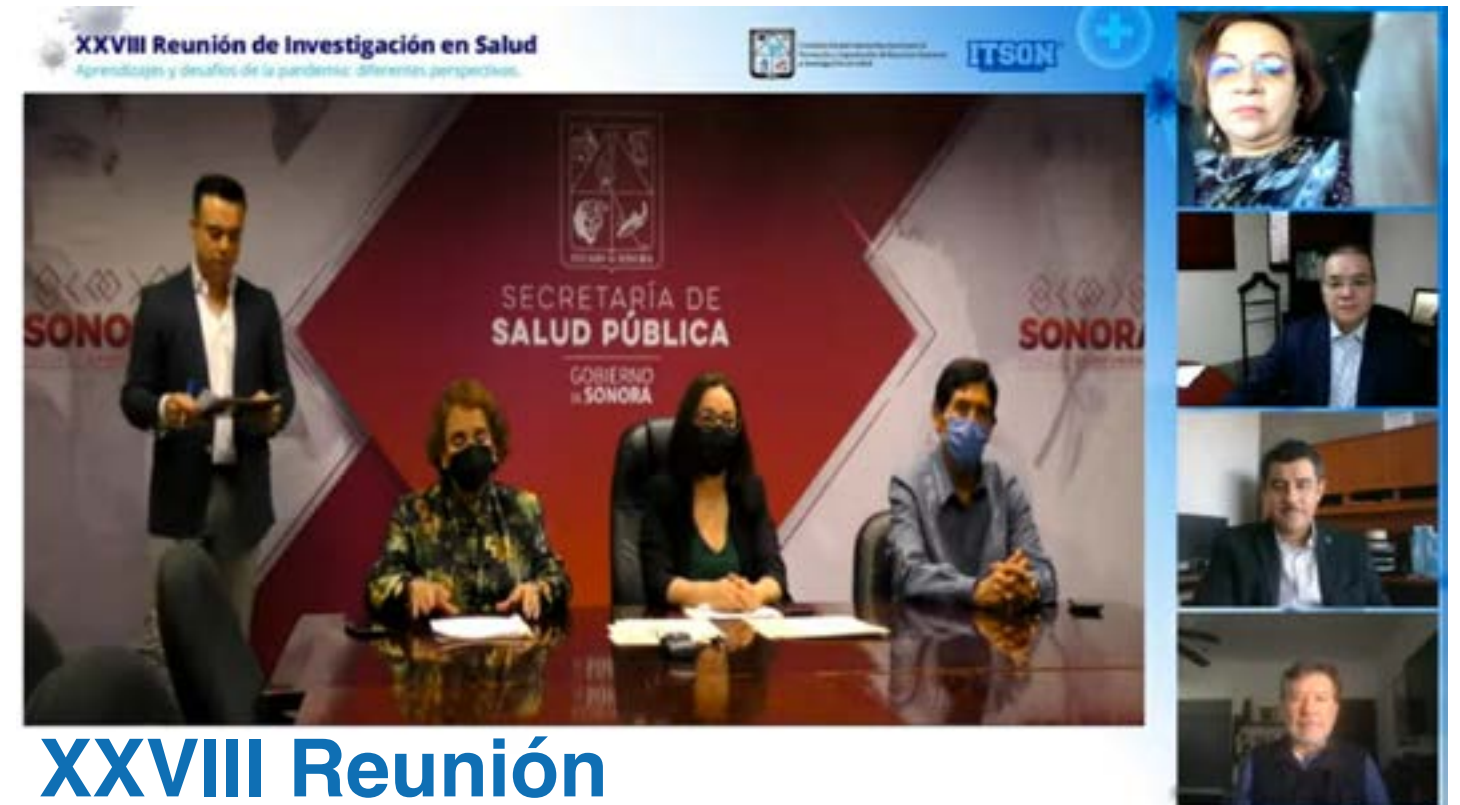 XXVIII Reunión de Investigación en Salud
Aprendizajes y desafíos de la pandemia: diferentes perspectivas.
ITSON
SECRETARÍA DE
SALUD PÚBLICA
GOBIERNO
DE SONORA
SONO
SONORA
XXVIII Reunión